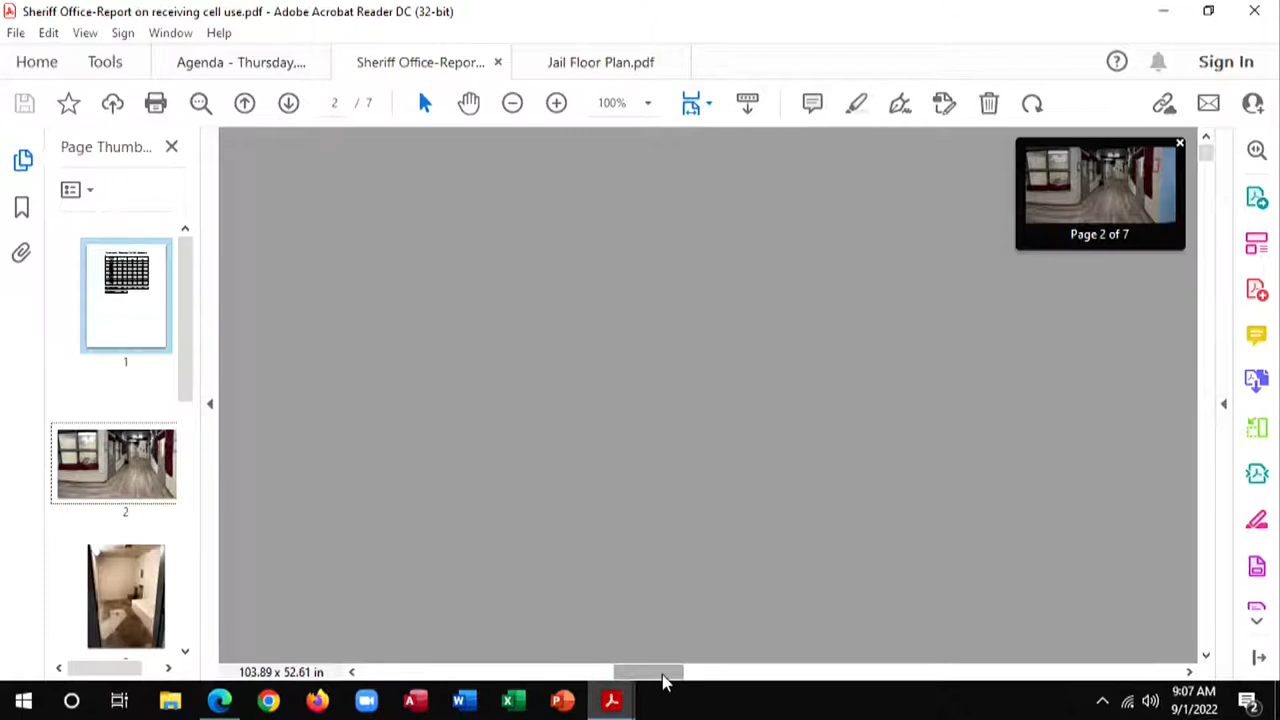 Sheriff Office-Report on receiving cell use.pdf - Adobe Acrobat Reader DC (32-bit)
File Edit View Sign Window Help
Home Tools Agenda - Thursday,... Sheriff Office-Repor... Jail Floor Plan.pdf Sign In
2 / 7 100%
Page Thumb...
Page 2 of 7
1
2
103.89 x 52.61 in
9:07 AM
9/1/2022
2